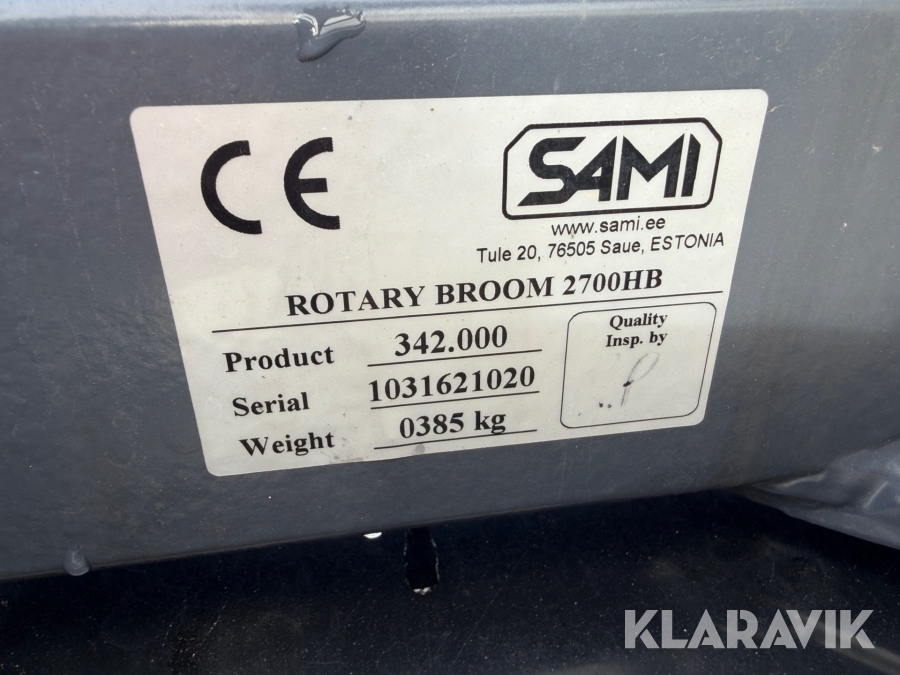 CE
SAMI
www.sami.ee
Tule 20, 76505 Saue, ESTONIA
ROTARY BROOM 2700HB
Product 342.000
Serial 1031621020
Weight 0385 kg
Quality
Insp. by
KLARAVIK